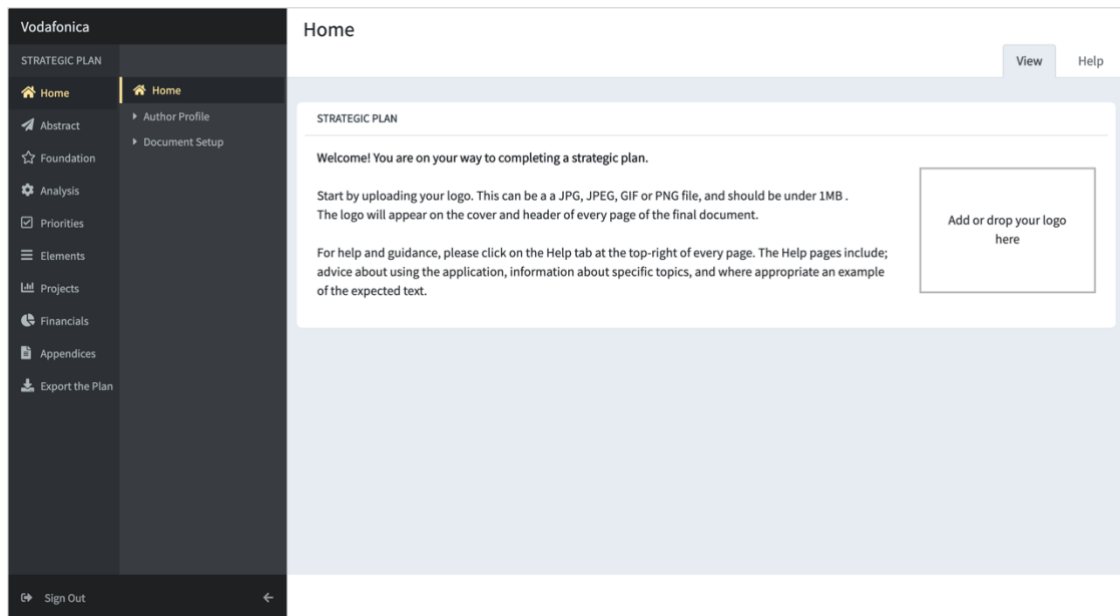 Vodafonica
STRATEGIC PLAN
Home
Abstract
Foundation
Analysis
Priorities
Elements
Projects
Financials
Appendices
Export the Plan
Sign Out
Home
Author Profile
Document Setup
Home
View Help
STRATEGIC PLAN
Welcome! You are on your way to completing a strategic plan.
Start by uploading your logo. This can be a a JPG, JPEG, GIF or PNG file, and should be under 1MB .
The logo will appear on the cover and header of every page of the final document.
For help and guidance, please click on the Help tab at the top-right of every page. The Help pages include;
advice about using the application, information about specific topics, and where appropriate an example
of the expected text.
Add or drop your logo
here